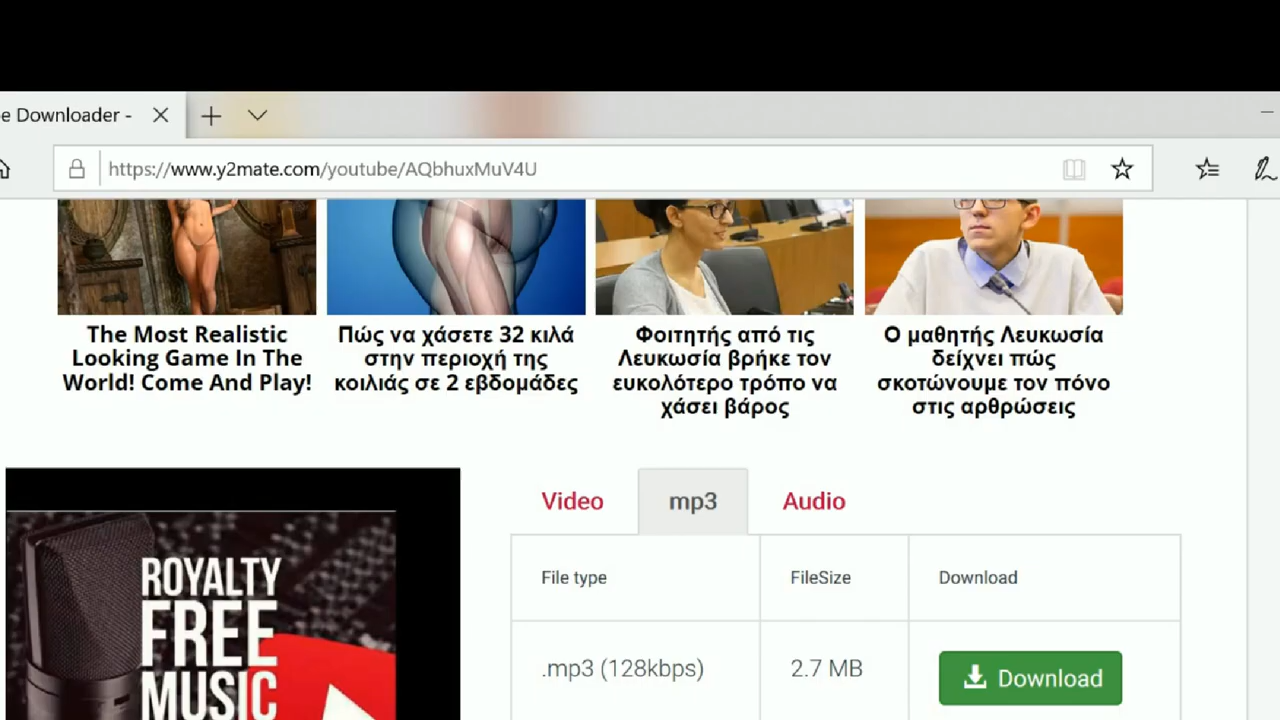 e Downloader -
https://www.y2mate.com/youtube/AQbhuxMuV4U
The Most Realistic
Looking Game In The
World! Come And Play!
Πώς να χάσετε 32 κιλά
στην περιοχή της
κοιλιάς σε 2 εβδομάδες
Φοιτητής από τις
Λευκωσία βρήκε τον
ευκολότερο τρόπο να
χάσει βάρος
Ο μαθητής Λευκωσία
δείχνει πώς
σκοτώνουμε τον πόνο
στις αρθρώσεις
Video
mp3
Audio
File type
FileSize
Download
.mp3 (128kbps)
2.7 MB
Download
ROYALTY
FREE
MUSIC